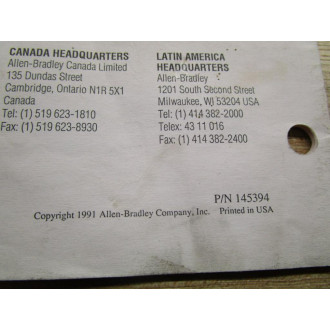 CANADA HEADQUARTERS
Allen-Bradley Canada Limited
135 Dundas Street
Cambridge, Ontario N1R 5X1
Canada
Tel: (1) 519 623-1810
Fax: (1) 519 623-8930
LATIN AMERICA
HEADQUARTERS
Allen-Bradley
1201 South Second Street
Milwaukee, WI 53204 USA
Tel: (1) 414 382-2000
Telex: 43 11 016
Fax: (1) 414 382-2400
P/N 145394
Copyright 1991 Allen-Bradley Company, Inc. Printed in USA